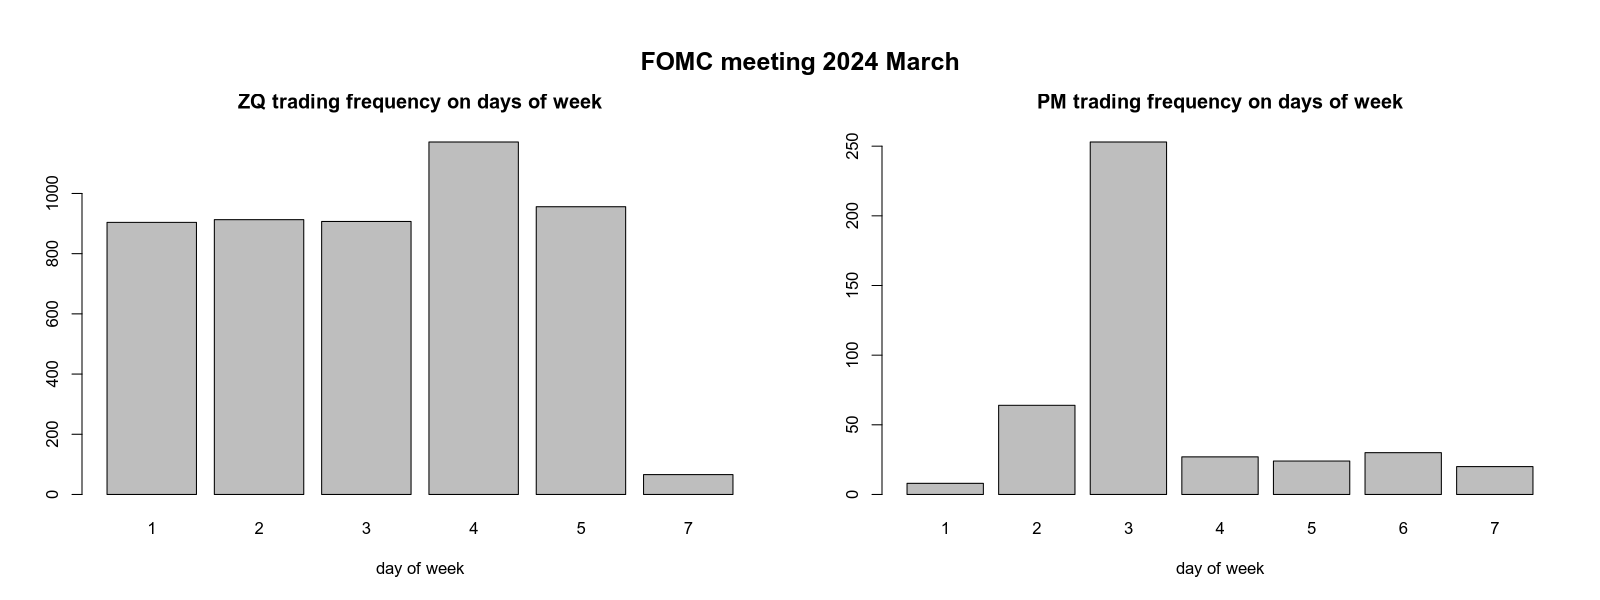 FOMC meeting 2024 March
ZQ trading frequency on days of week
1000
800
600
400
200
0
1 2 3 4 5 7
day of week
PM trading frequency on days of week
250
200
150
100
50
0
1 2 3 4 5 6 7
day of week